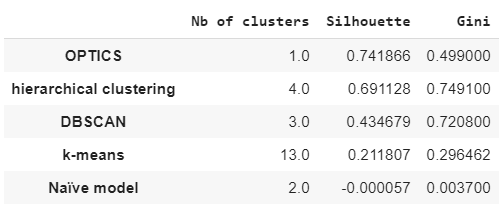 Nb of clusters Silhouette Gini
OPTICS 1.0 0.741866 0.499000
hierarchical clustering 4.0 0.691128 0.749100
DBSCAN 3.0 0.434679 0.720800
k-means 13.0 0.211807 0.296462
Naïve model 2.0 -0.000057 0.003700